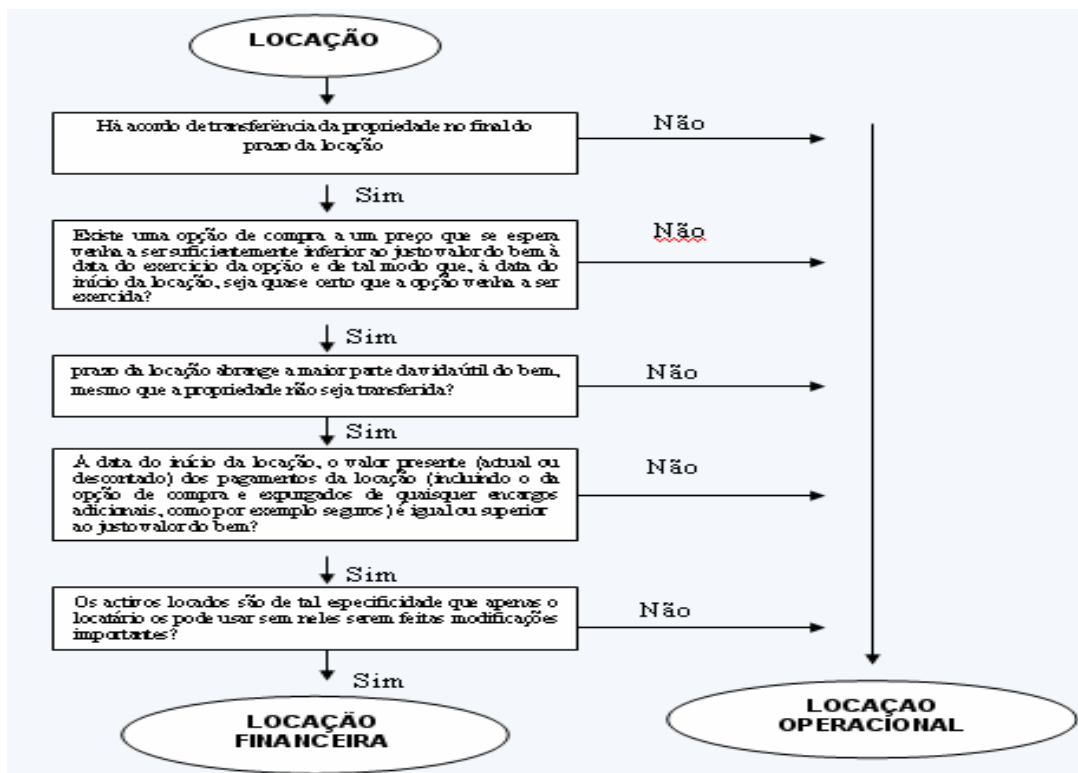 LOCAÇÃO
Há acordo de transferência da propriedade no final do
prazo da locação
Não
Sim
Existe uma opção de compra a um preço que se espera
venha a ser suficientemente inferior ao justo valor do bem à
data do exercício da opção e de tal modo que, à data do
início da locação, seja quase certo que a opção venha a ser
exercida?
Não
Sim
prazo da locação abrange a maior parte da vida útil do bem,
mesmo que a propriedade não seja transferida?
Não
Sim
À data do início da locação, o valor presente (actual ou
descontado) dos pagamentos da locação (incluindo o da
opção de compra e expurgados de quaisquer encargos
adicionais, como por exemplo seguros) é igual ou superior
ao justo valor do bem?
Não
Sim
Os activos locados são de tal especificidade que apenas o
locatário os pode usar sem neles serem feitas modificações
importantes?
Não
Sim
LOCAÇÃO
FINANCEIRA
LOCAÇAO
OPERACIONAL